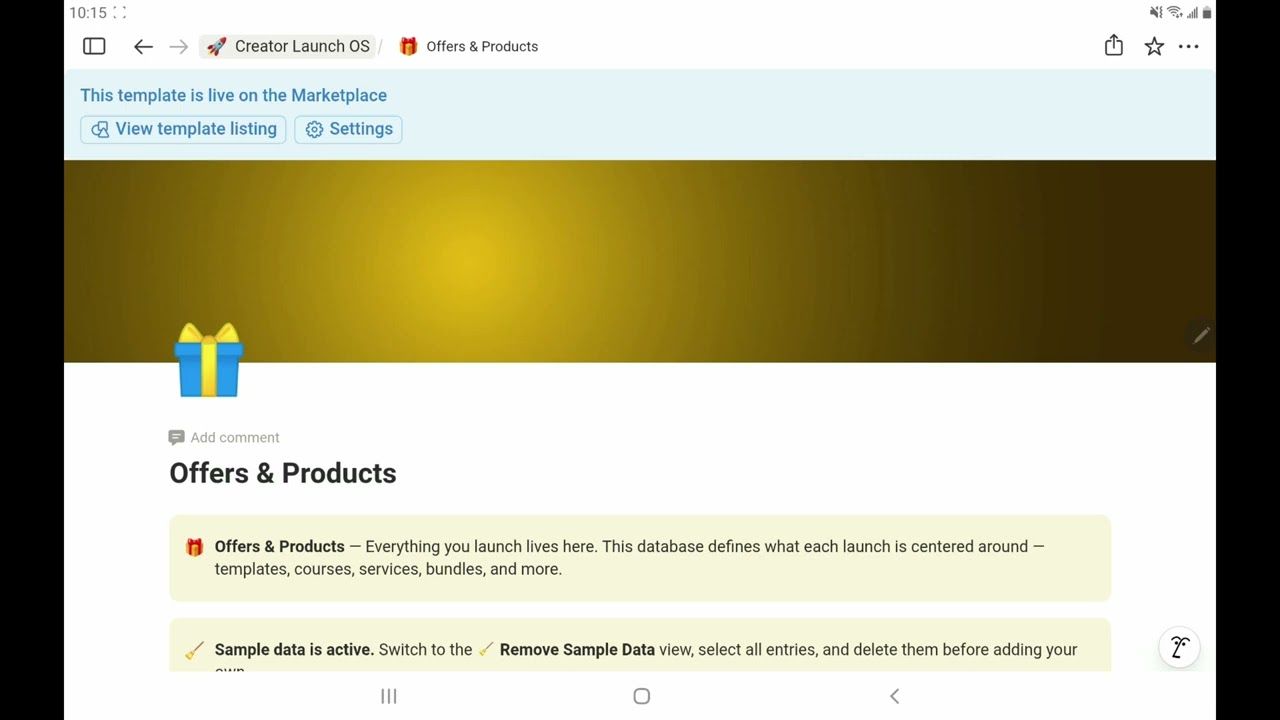 10:15
Creator Launch OS / Offers & Products
This template is live on the Marketplace
View template listing Settings
Add comment
Offers & Products
Offers & Products — Everything you launch lives here. This database defines what each launch is centered around —
templates, courses, services, bundles, and more.
Sample data is active. Switch to the Remove Sample Data view, select all entries, and delete them before adding your
own.